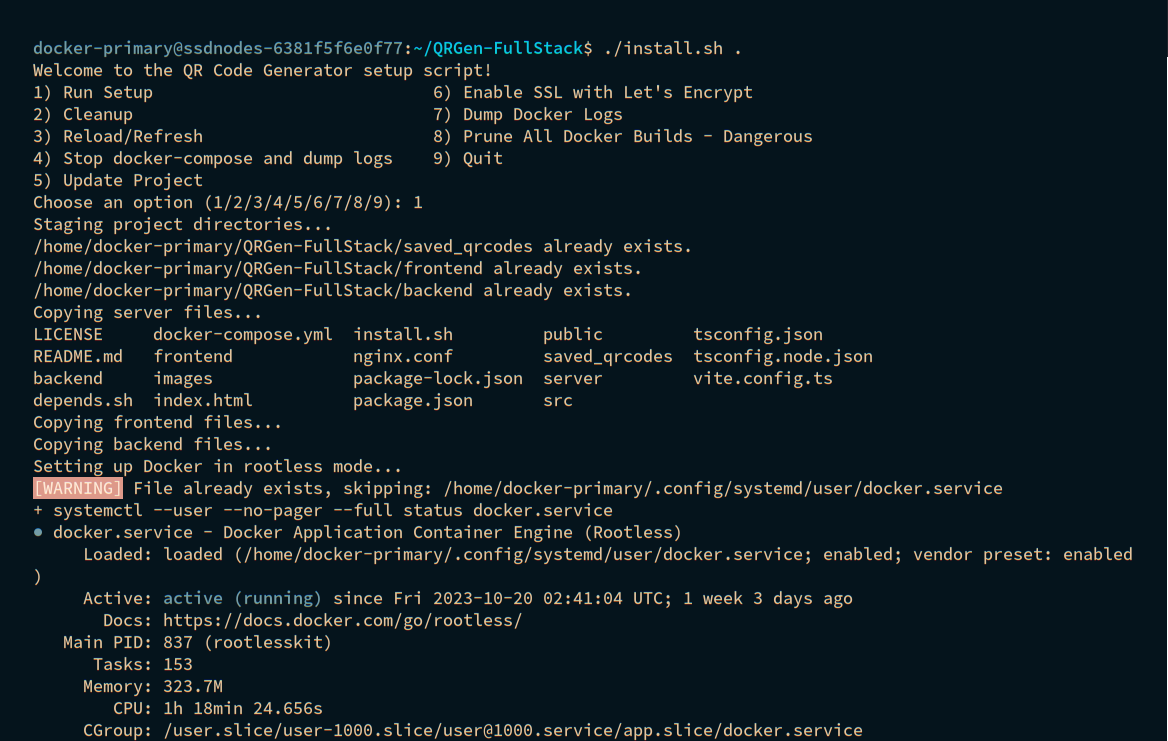 docker-primary@ssdnodes-6381f5f6e0f77:~/QRGen-FullStack$ ./install.sh .
Welcome to the QR Code Generator setup script!
1) Run Setup                            6) Enable SSL with Let's Encrypt
2) Cleanup                              7) Dump Docker Logs
3) Reload/Refresh                       8) Prune All Docker Builds - Dangerous
4) Stop docker-compose and dump logs    9) Quit
5) Update Project
Choose an option (1/2/3/4/5/6/7/8/9): 1
Staging project directories...
/home/docker-primary/QRGen-FullStack/saved_qrcodes already exists.
/home/docker-primary/QRGen-FullStack/frontend already exists.
/home/docker-primary/QRGen-FullStack/backend already exists.
Copying server files...
LICENSE     docker-compose.yml  install.sh         public         tsconfig.json
README.md   frontend            nginx.conf         saved_qrcodes  tsconfig.node.json
backend     images              package-lock.json  server         vite.config.ts
depends.sh  index.html          package.json       src
Copying frontend files...
Copying backend files...
Setting up Docker in rootless mode...
[WARNING] File already exists, skipping: /home/docker-primary/.config/systemd/user/docker.service
+ systemctl --user --no-pager --full status docker.service
● docker.service - Docker Application Container Engine (Rootless)
     Loaded: loaded (/home/docker-primary/.config/systemd/user/docker.service; enabled; vendor preset: enabled
)
     Active: active (running) since Fri 2023-10-20 02:41:04 UTC; 1 week 3 days ago
       Docs: https://docs.docker.com/go/rootless/
   Main PID: 837 (rootlesskit)
      Tasks: 153
     Memory: 323.7M
        CPU: 1h 18min 24.656s
     CGroup: /user.slice/user-1000.slice/user@1000.service/app.slice/docker.service